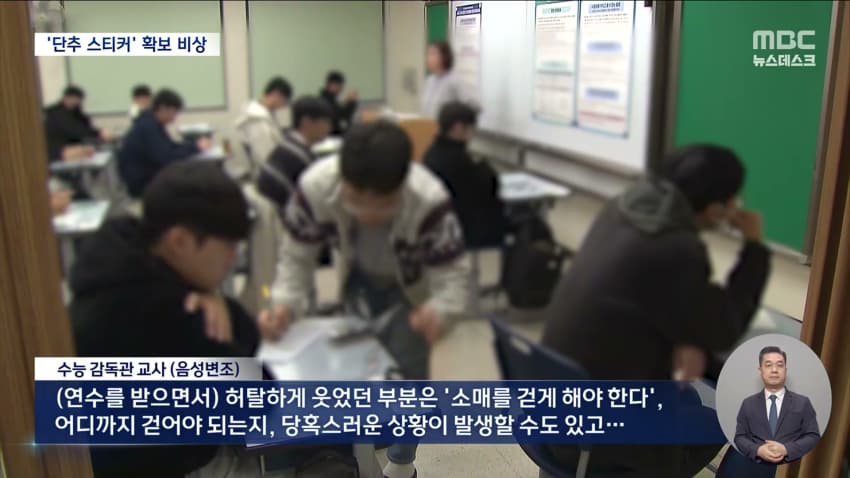 '단추 스티커' 확보 비상
MBC
뉴스데스크
수능 감독관 교사 (음성변조)
(연수를 받으면서) 허탈하게 웃었던 부분은 '소매를 걷게 해야 한다',
어디까지 걷어야 되는지, 당혹스러운 상황이 발생할 수도 있고…